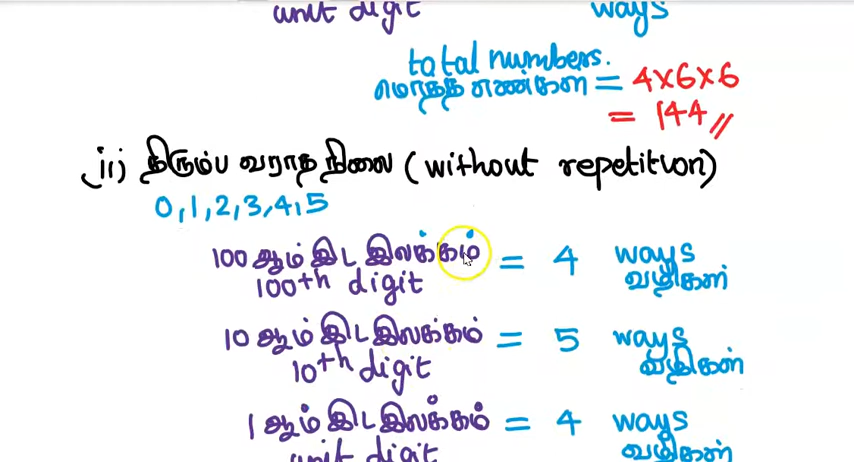 unit digit ways
total numbers.
மொத்த எண்கள் = 4×6×6
= 144 //
ii) திரும்ப வராத நிலை (without repetition)
0,1,2,3,4,5
100 ஆம் இட இலக்கம் = 4 ways
100th digit வழிகள்
10 ஆம் இட இலக்கம் = 5 ways
10th digit வழிகள்
1 ஆம் இட இலக்கம் = 4 ways
unit digit வழிகள்